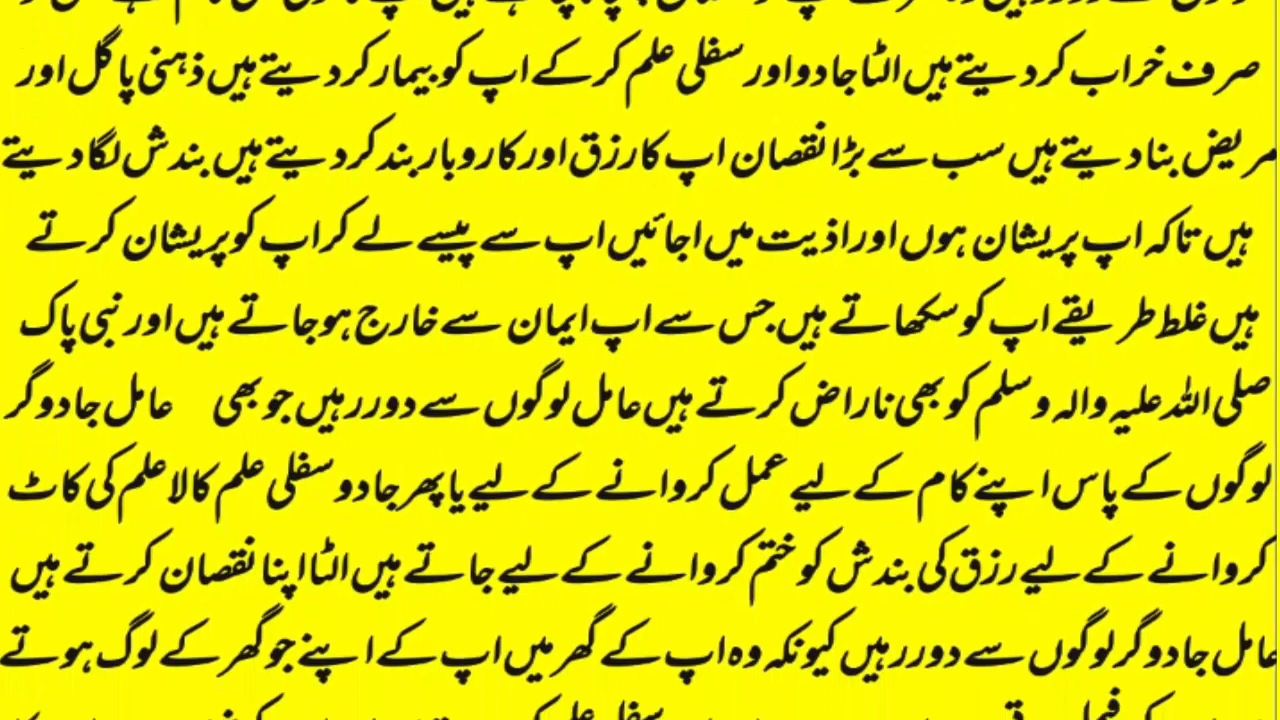 صرف خراب کر دیتے ہیں الٹا جادو اور سفلی علم کر کے اپ کو بیمار کر دیتے ہیں ذہنی پاگل اور
مریض بنا دیتے ہیں سب سے بڑا نقصان اپ کا رزق اور کاروبار بند کر دیتے ہیں بندش لگا دیتے
ہیں تاکہ اپ پریشان ہوں اور اذیت میں اجائیں اپ سے پیسے لے کر اپ کو پریشان کرتے
ہیں غلط طریقے اپ کو سکھاتے ہیں جس سے اپ ایمان سے خارج ہو جاتے ہیں اور نبی پاک
صلی اللہ علیہ والہ وسلم کو بھی ناراض کرتے ہیں عامل لوگوں سے دور رہیں جو بھی عامل جادوگر
لوگوں کے پاس اپنے کام کے لیے عمل کروانے کے لیے یا پھر جادو سفلی علم کالا علم کی کاٹ
کروانے کے لیے رزق کی بندش کو ختم کروانے کے لیے جاتے ہیں الٹا اپنا نقصان کرتے ہیں
عامل جادوگر لوگوں سے دور رہیں کیونکہ وہ اپ کے گھر میں اپ کے اپنے جو گھر کے لوگ ہوتے